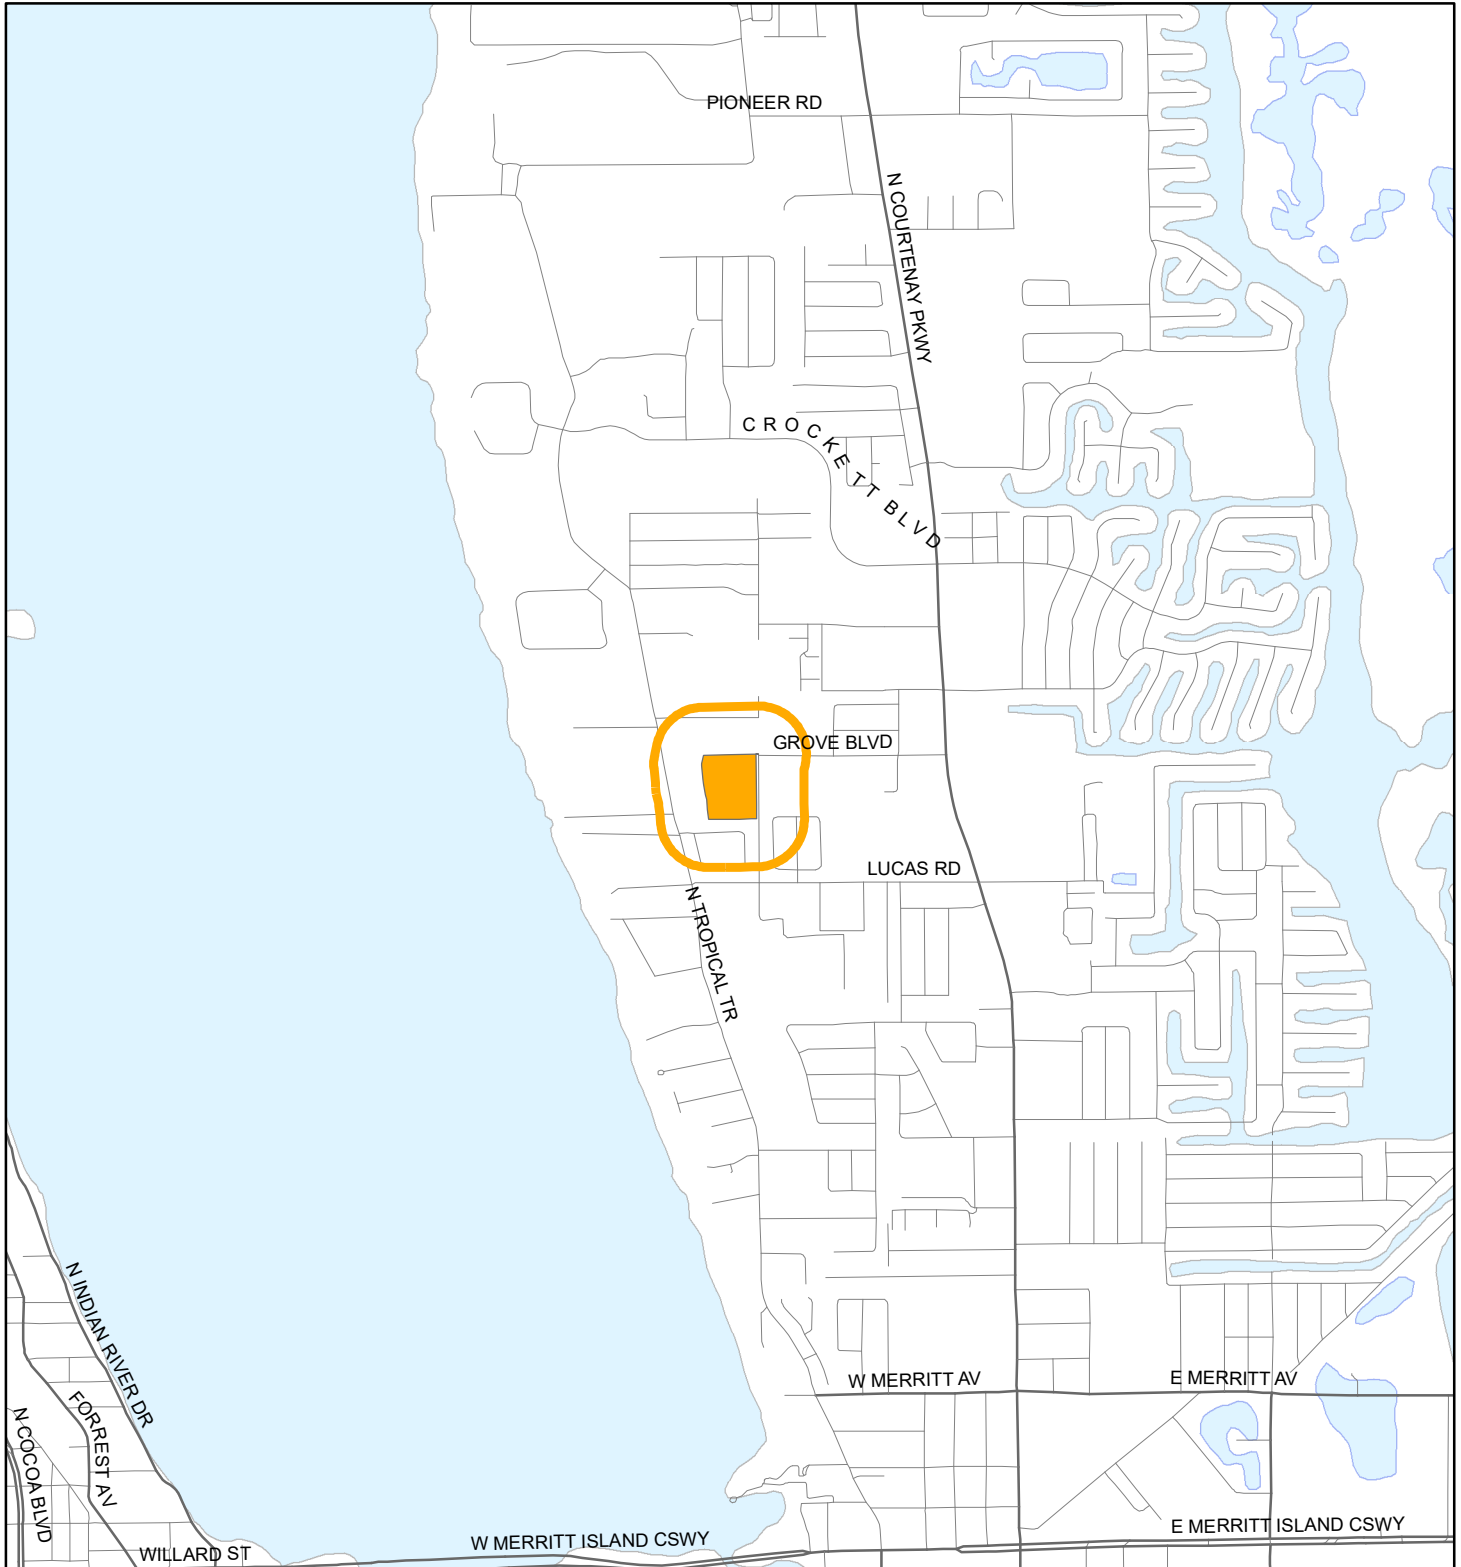 PIONEER RD
N COURTENAY PKWY
CROCKETT BLVD
GROVE BLVD
LUCAS RD
N TROPICAL TR
N INDIAN RIVER DR
W MERRITT AV
E MERRITT AV
FORREST AV
N COCOA BLVD
W MERRITT ISLAND CSWY
E MERRITT ISLAND CSWY
WILLARD ST